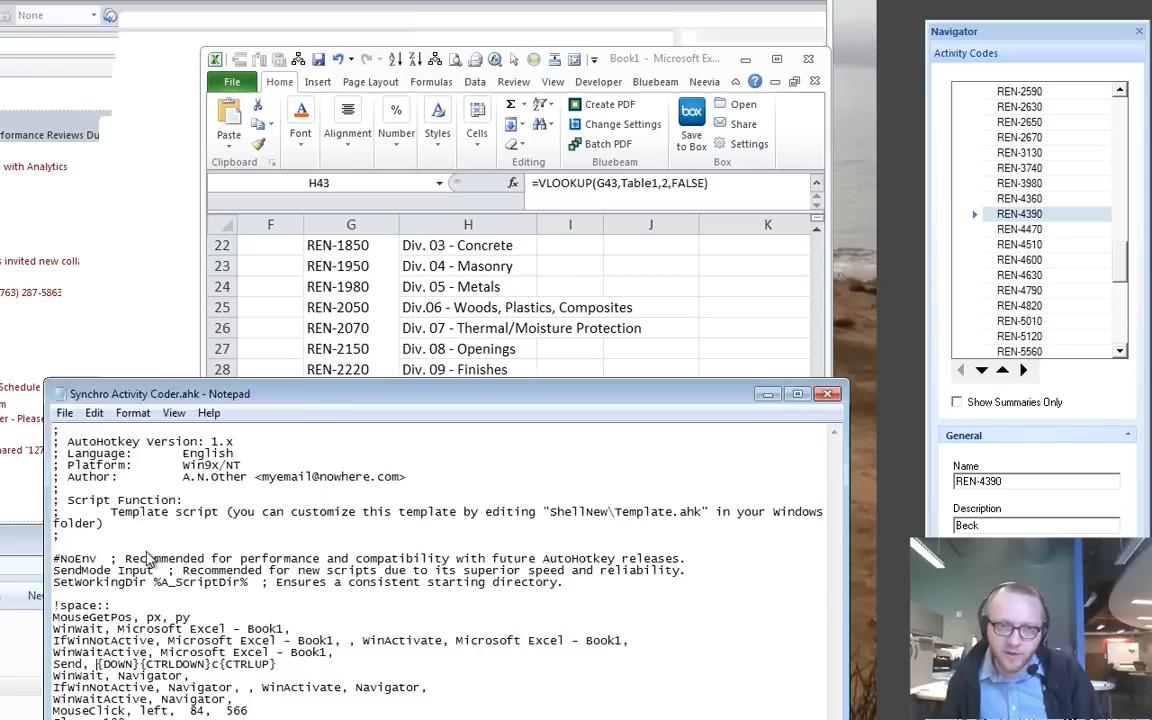 None
Book1 - Microsoft Ex...
File Home Insert Page Layout Formulas Data Review View Developer Bluebeam Neevia
Paste
Clipboard
Font
Alignment
Number
Styles
Cells
Editing
Create PDF
Change Settings
Batch PDF
Bluebeam
Save to Box
Open
Share
Settings
Box
H43
fx
=VLOOKUP(G43,Table1,2,FALSE)
F G H I J K
22 REN-1850 Div. 03 - Concrete
23 REN-1950 Div. 04 - Masonry
24 REN-1980 Div. 05 - Metals
25 REN-2050 Div.06 - Woods, Plastics, Composites
26 REN-2070 Div. 07 - Thermal/Moisture Protection
27 REN-2150 Div. 08 - Openings
28 REN-2220 Div. 09 - Finishes
rformance Reviews Du
with Analytics
s invited new colla
(763) 287-5863
Schedule
m
er - Please
ared "127
Nev
Synchro Activity Coder.ahk - Notepad
File Edit Format View Help
;
; AutoHotkey Version: 1.x
; Language: English
; Platform: Win9x/NT
; Author: A.N.Other <myemail@nowhere.com>
;
; Script Function:
; Template script (you can customize this template by editing "ShellNew\Template.ahk" in your Windows
folder)
;
#NoEnv ; Recommended for performance and compatibility with future AutoHotkey releases.
SendMode Input ; Recommended for new scripts due to its superior speed and reliability.
SetWorkingDir %A_ScriptDir% ; Ensures a consistent starting directory.
!space::
MouseGetPos, px, py
WinWait, Microsoft Excel - Book1,
IfWinNotActive, Microsoft Excel - Book1, , WinActivate, Microsoft Excel - Book1,
WinWaitActive, Microsoft Excel - Book1,
Send, {DOWN}{CTRLDOWN}c{CTRLUP}
WinWait, Navigator,
IfWinNotActive, Navigator, , WinActivate, Navigator,
WinWaitActive, Navigator,
MouseClick, left, 84, 566
Navigator
Activity Codes
REN-2590
REN-2630
REN-2650
REN-2670
REN-3130
REN-3740
REN-3980
REN-4360
REN-4390
REN-4470
REN-4510
REN-4600
REN-4630
REN-4790
REN-4820
REN-5010
REN-5120
REN-5560
Show Summaries Only
General
Name
REN-4390
Description
Beck